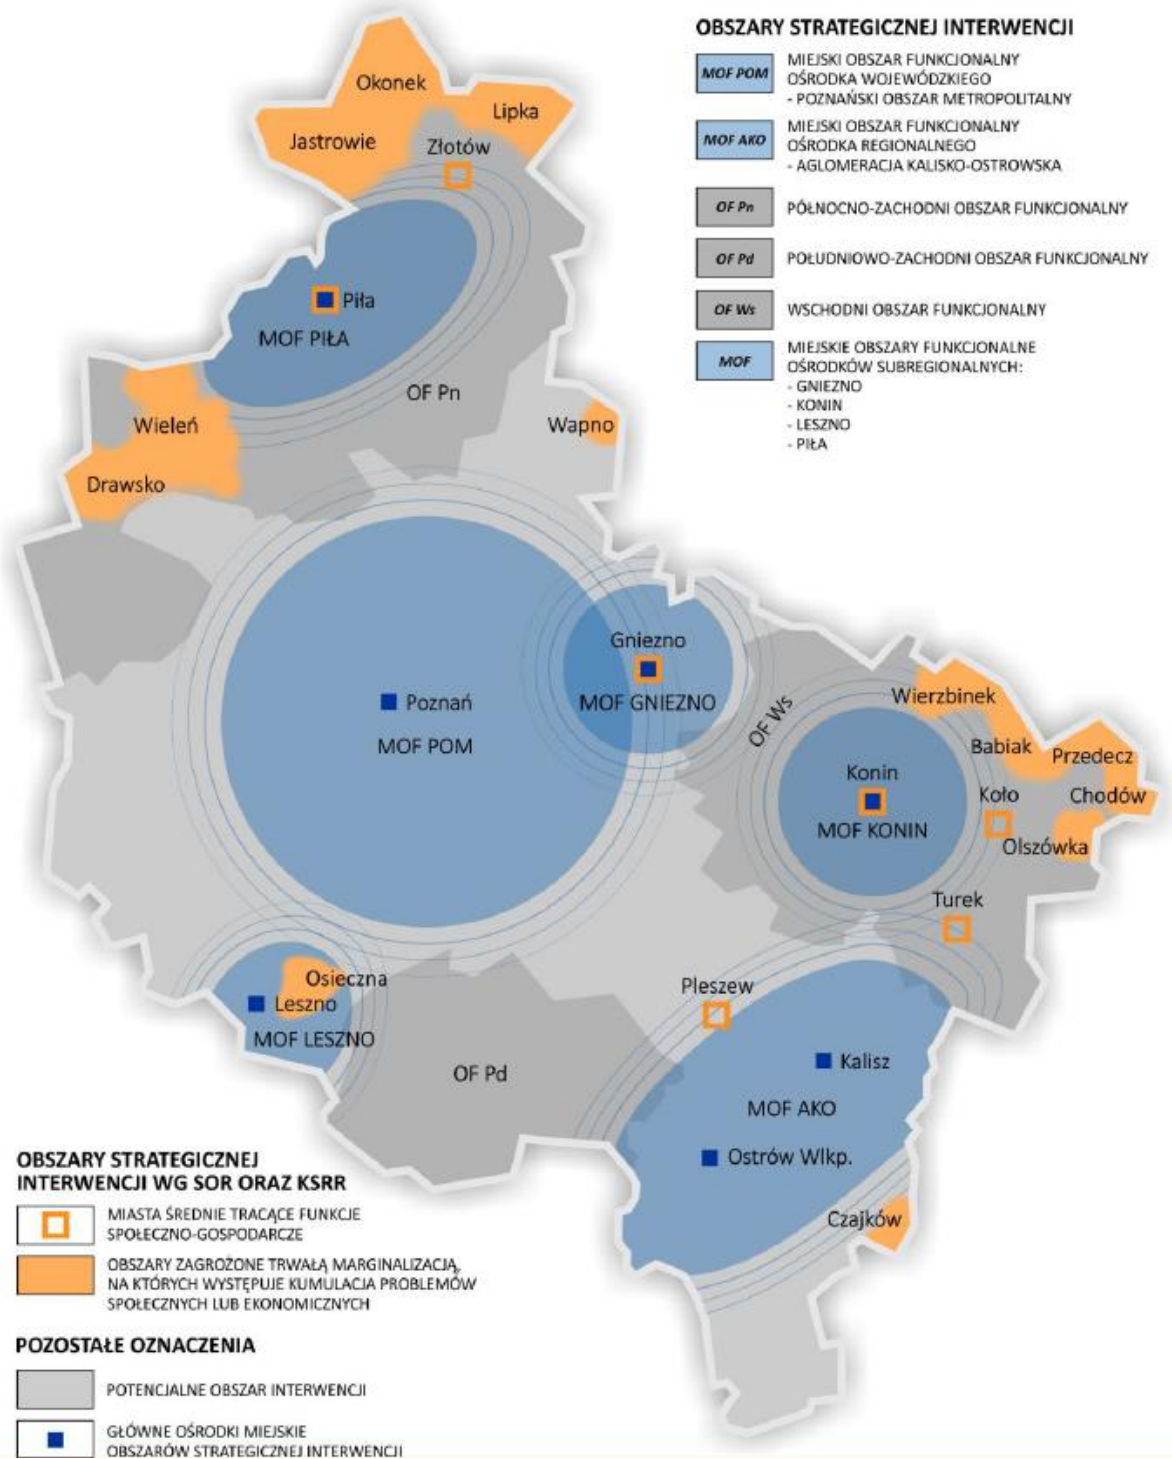 OBSZARY STRATEGICZNEJ INTERWENCJI
MOF POM
MIEJSKI OBSZAR FUNKCJONALNY
OŚRODKA WOJEWÓDZKIEGO
- POZNAŃSKI OBSZAR METROPOLITALNY
MOF AKO
MIEJSKI OBSZAR FUNKCJONALNY
OŚRODKA REGIONALNEGO
- AGLOMERACJA KALISKO-OSTROWSKA
OF Pn
PÓŁNOCNO-ZACHODNI OBSZAR FUNKCJONALNY
OF Pd
POŁUDNIOWO-ZACHODNI OBSZAR FUNKCJONALNY
OF Ws
WSCHODNI OBSZAR FUNKCJONALNY
MOF
MIEJSKIE OBSZARY FUNKCJONALNE
OŚRODKÓW SUBREGIONALNYCH:
- GNIEZNO
- KONIN
- LESZNO
- PIŁA
Okonek
Lipka
Jastrowie
Złotów
Piła
MOF PIŁA
OF Pn
Wieleń
Wapno
Drawsko
Gniezno
MOF GNIEZNO
Poznań
MOF POM
OF Ws
Wierzbinek
Babiak
Przedecz
Konin
MOF KONIN
Koło
Chodów
Olszówka
Turek
Osieczna
Leszno
MOF LESZNO
Pleszew
OF Pd
Kalisz
MOF AKO
Ostrów Wlkp.
Czajków
OBSZARY STRATEGICZNEJ
INTERWENCJI WG SOR ORAZ KSRR
MIASTA ŚREDNIE TRACĄCE FUNKCJE
SPOŁECZNO-GOSPODARCZE
OBSZARY ZAGROŻONE TRWAŁĄ MARGINALIZACJĄ,
NA KTÓRYCH WYSTĘPUJE KUMULACJA PROBLEMÓW
SPOŁECZNYCH LUB EKONOMICZNYCH
POZOSTAŁE OZNACZENIA
POTENCJALNE OBSZAR INTERWENCJI
GŁÓWNE OŚRODKI MIEJSKIE
OBSZARÓW STRATEGICZNEJ INTERWENCJI